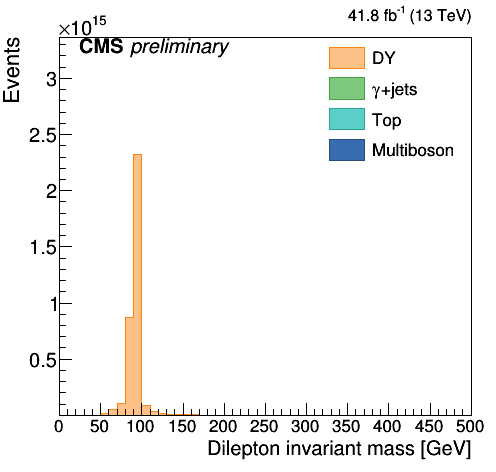 41.8 fb⁻¹ (13 TeV)
×10¹⁵
CMS preliminary
Events
DY
γ+jets
Top
Multiboson
3
2.5
2
1.5
1
0.5
0 50 100 150 200 250 300 350 400 450 500
Dilepton invariant mass [GeV]